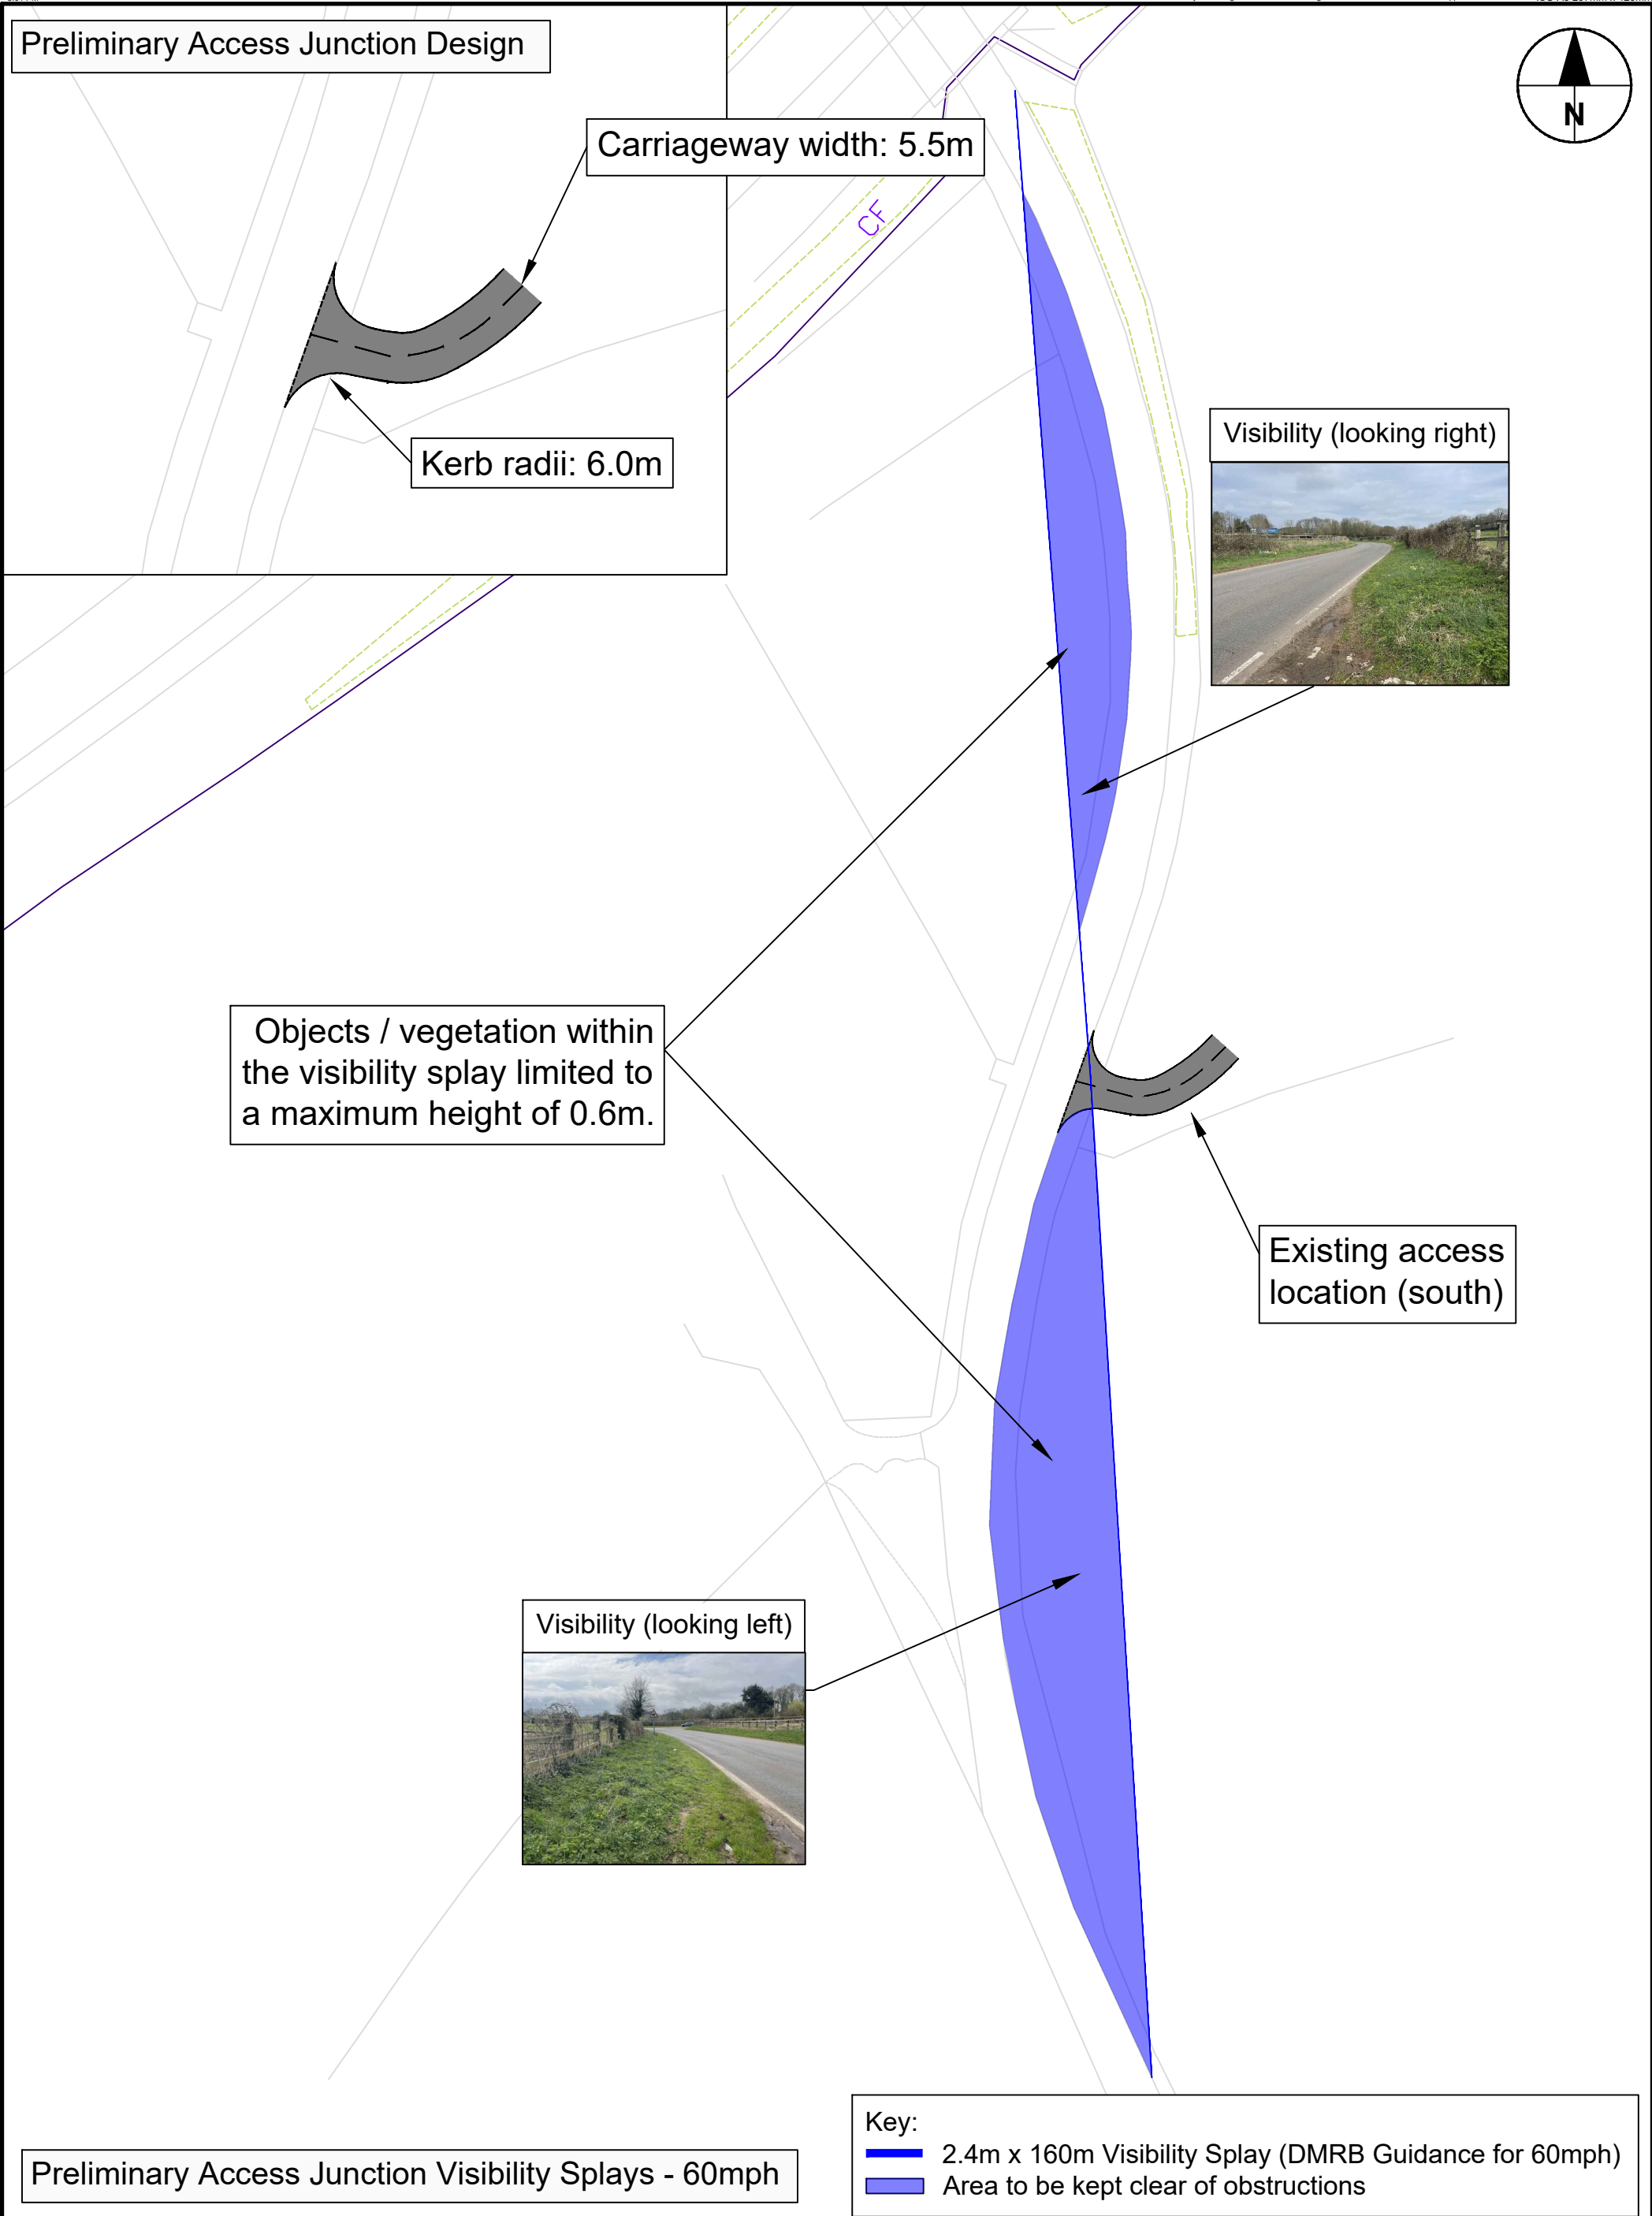 Preliminary Access Junction Design
Carriageway width: 5.5m
Kerb radii: 6.0m
N
CF
Visibility (looking right)
Objects / vegetation within
the visibility splay limited to
a maximum height of 0.6m.
Existing access
location (south)
Visibility (looking left)
Key:
2.4m x 160m Visibility Splay (DMRB Guidance for 60mph)
Area to be kept clear of obstructions
Preliminary Access Junction Visibility Splays - 60mph